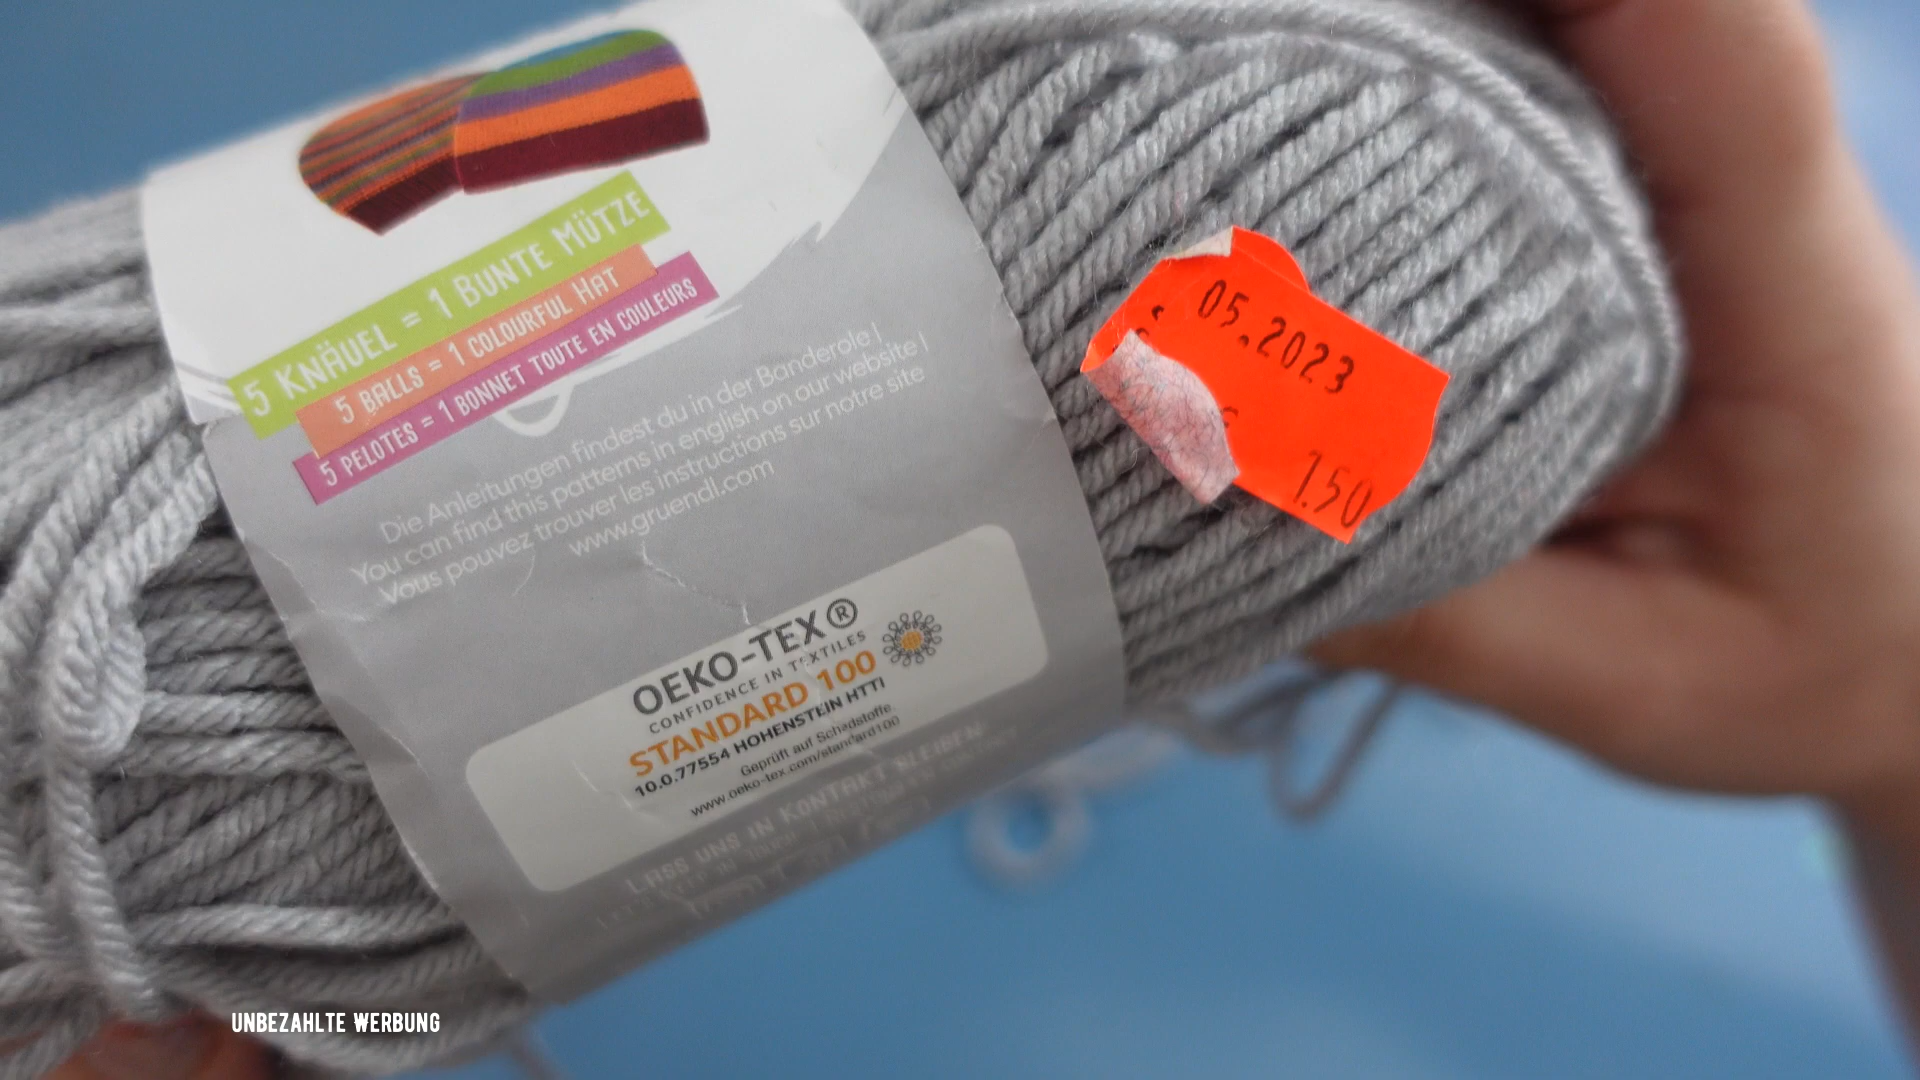 5 KNÄUEL = 1 BUNTE MÜTZE
5 BALLS = 1 COLOURFUL HAT
5 PELOTES = 1 BONNET TOUTE EN COULEURS
Die Anleitungen findest du in der Banderole |
You can find this patterns in english on our website |
Vous pouvez trouver les instructions sur notre site
www.gruendl.com
OEKO-TEX®
CONFIDENCE IN TEXTILES
STANDARD 100
10.0.77554 HOHENSTEIN HTTI
Geprüft auf Schadstoffe
www.oeko-tex.com/standard100
LASS UNS IN KONTAKT BLEIBEN
05.2023
1.50
UNBEZAHLTE WERBUNG